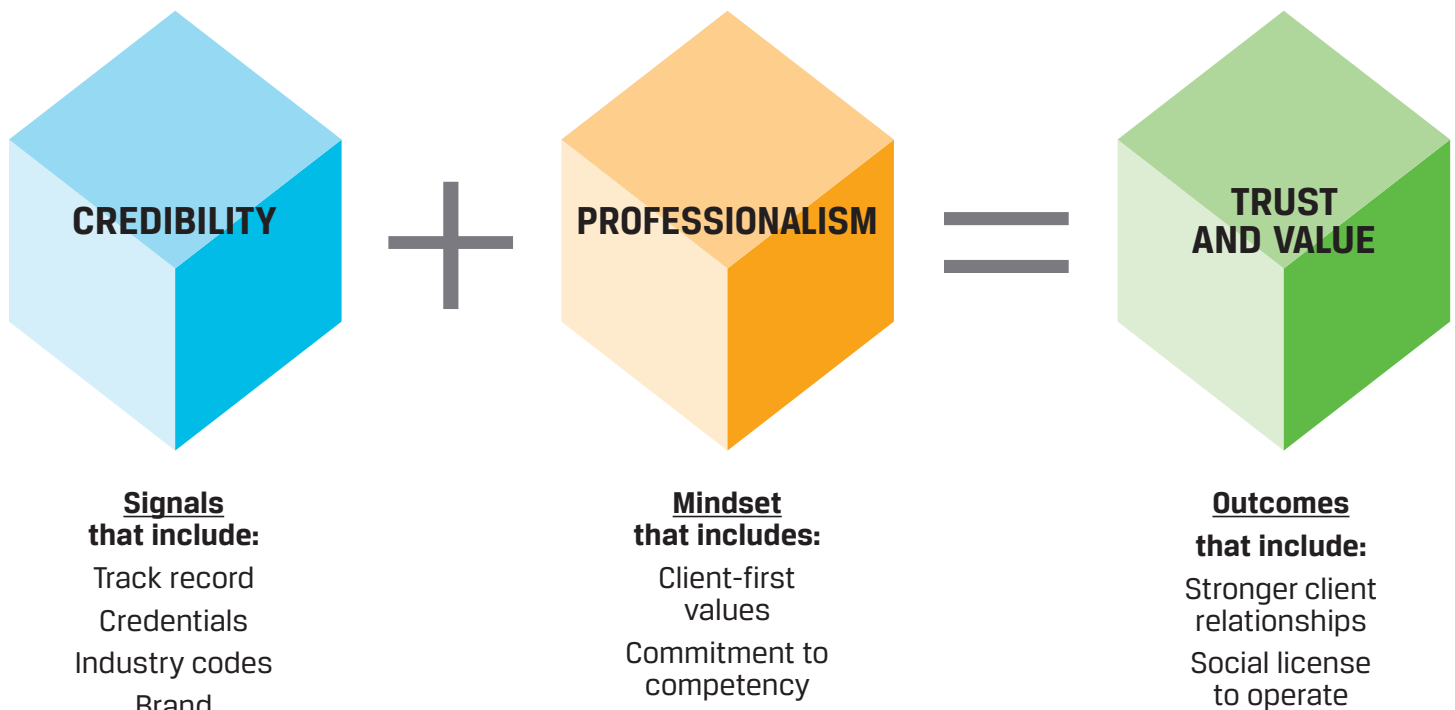 CREDIBILITY
+
PROFESSIONALISM
=
TRUST
AND VALUE
Signals
that include:
Track record
Credentials
Industry codes
Brand
Mindset
that includes:
Client-first
values
Commitment to
competency
Outcomes
that include:
Stronger client
relationships
Social license
to operate